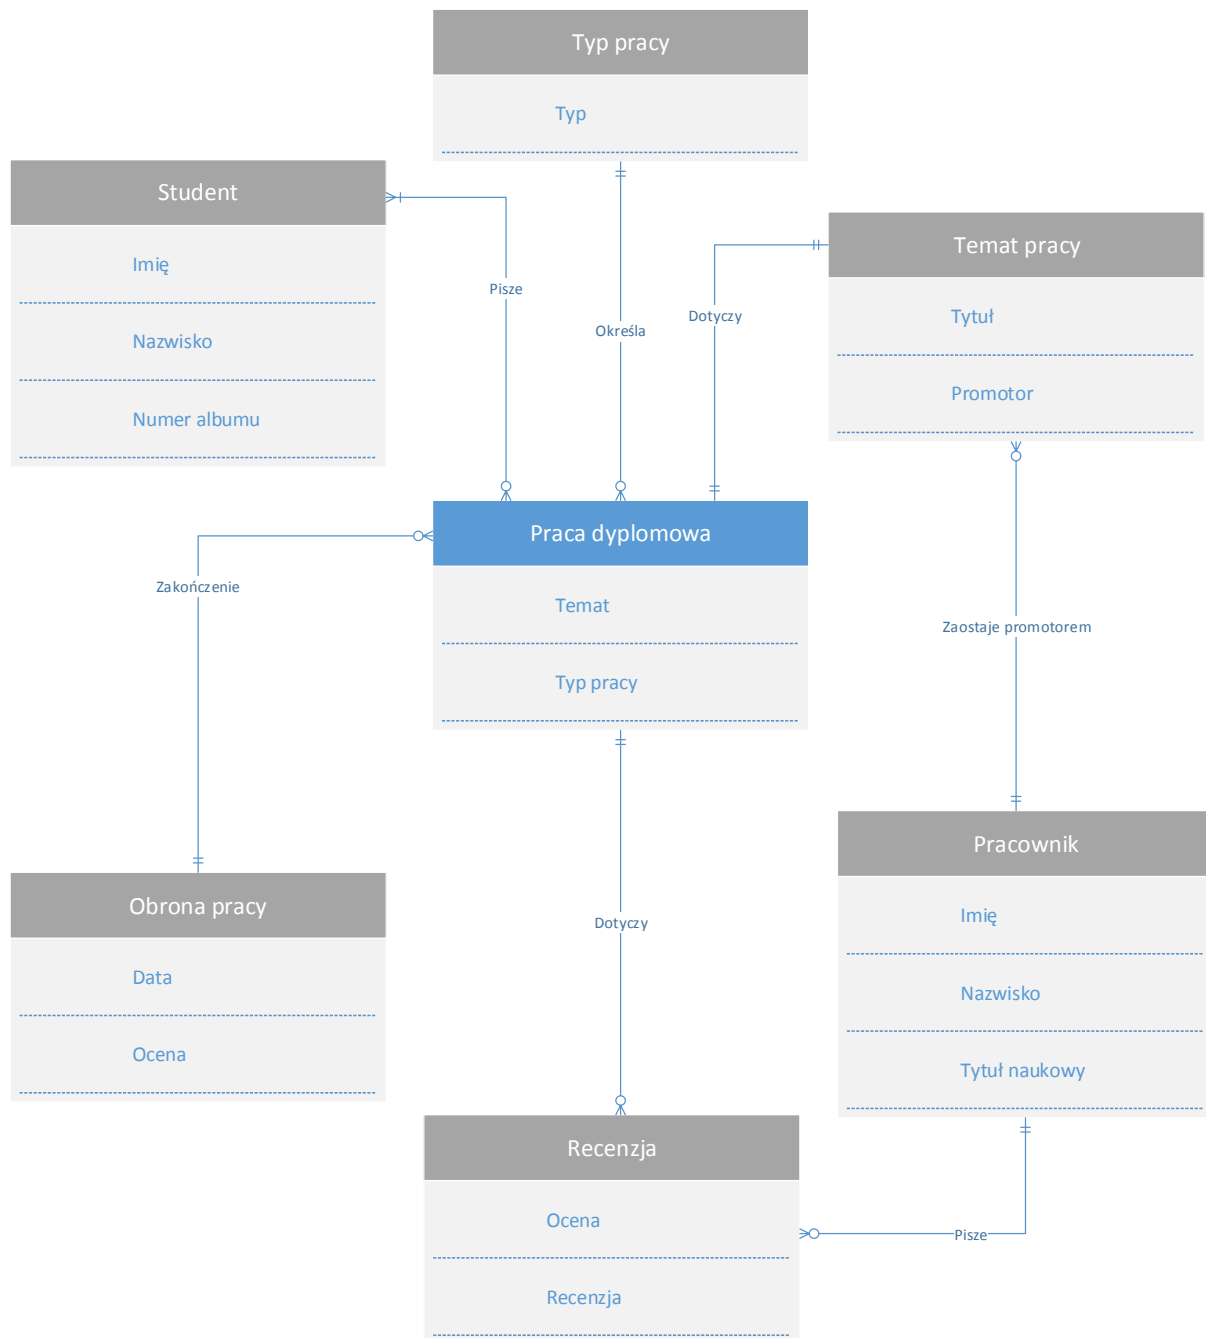 Typ pracy
Typ
Student
Imię
Nazwisko
Numer albumu
Temat pracy
Tytuł
Promotor
Pisze
Określa
Dotyczy
Praca dyplomowa
Temat
Typ pracy
Zakończenie
Zaostaje promotorem
Obrona pracy
Data
Ocena
Dotyczy
Pracownik
Imię
Nazwisko
Tytuł naukowy
Recenzja
Ocena
Recenzja
Pisze